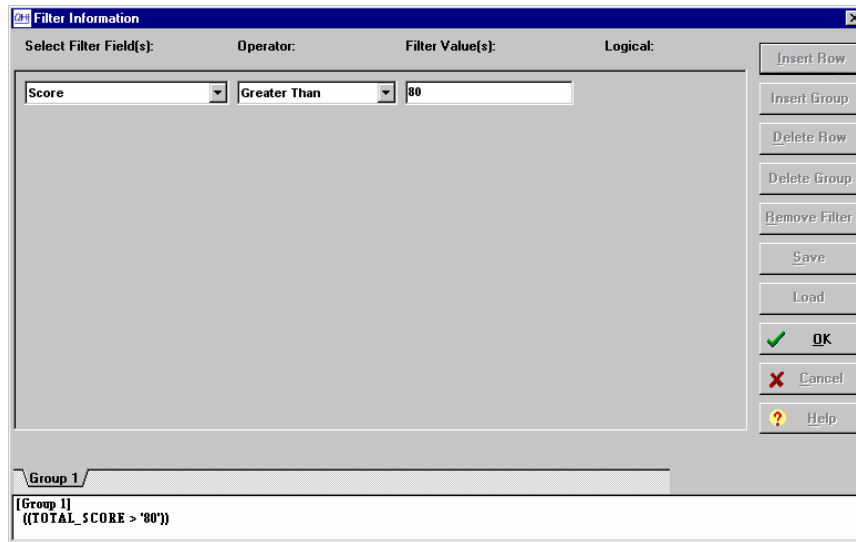 QHI Filter Information
Select Filter Field(s): Operator: Filter Value(s): Logical:
Score Greater Than 80
Insert Row
Insert Group
Delete Row
Delete Group
Remove Filter
Save
Load
OK
Cancel
? Help
Group 1
[Group 1]
((TOTAL_SCORE > '80'))